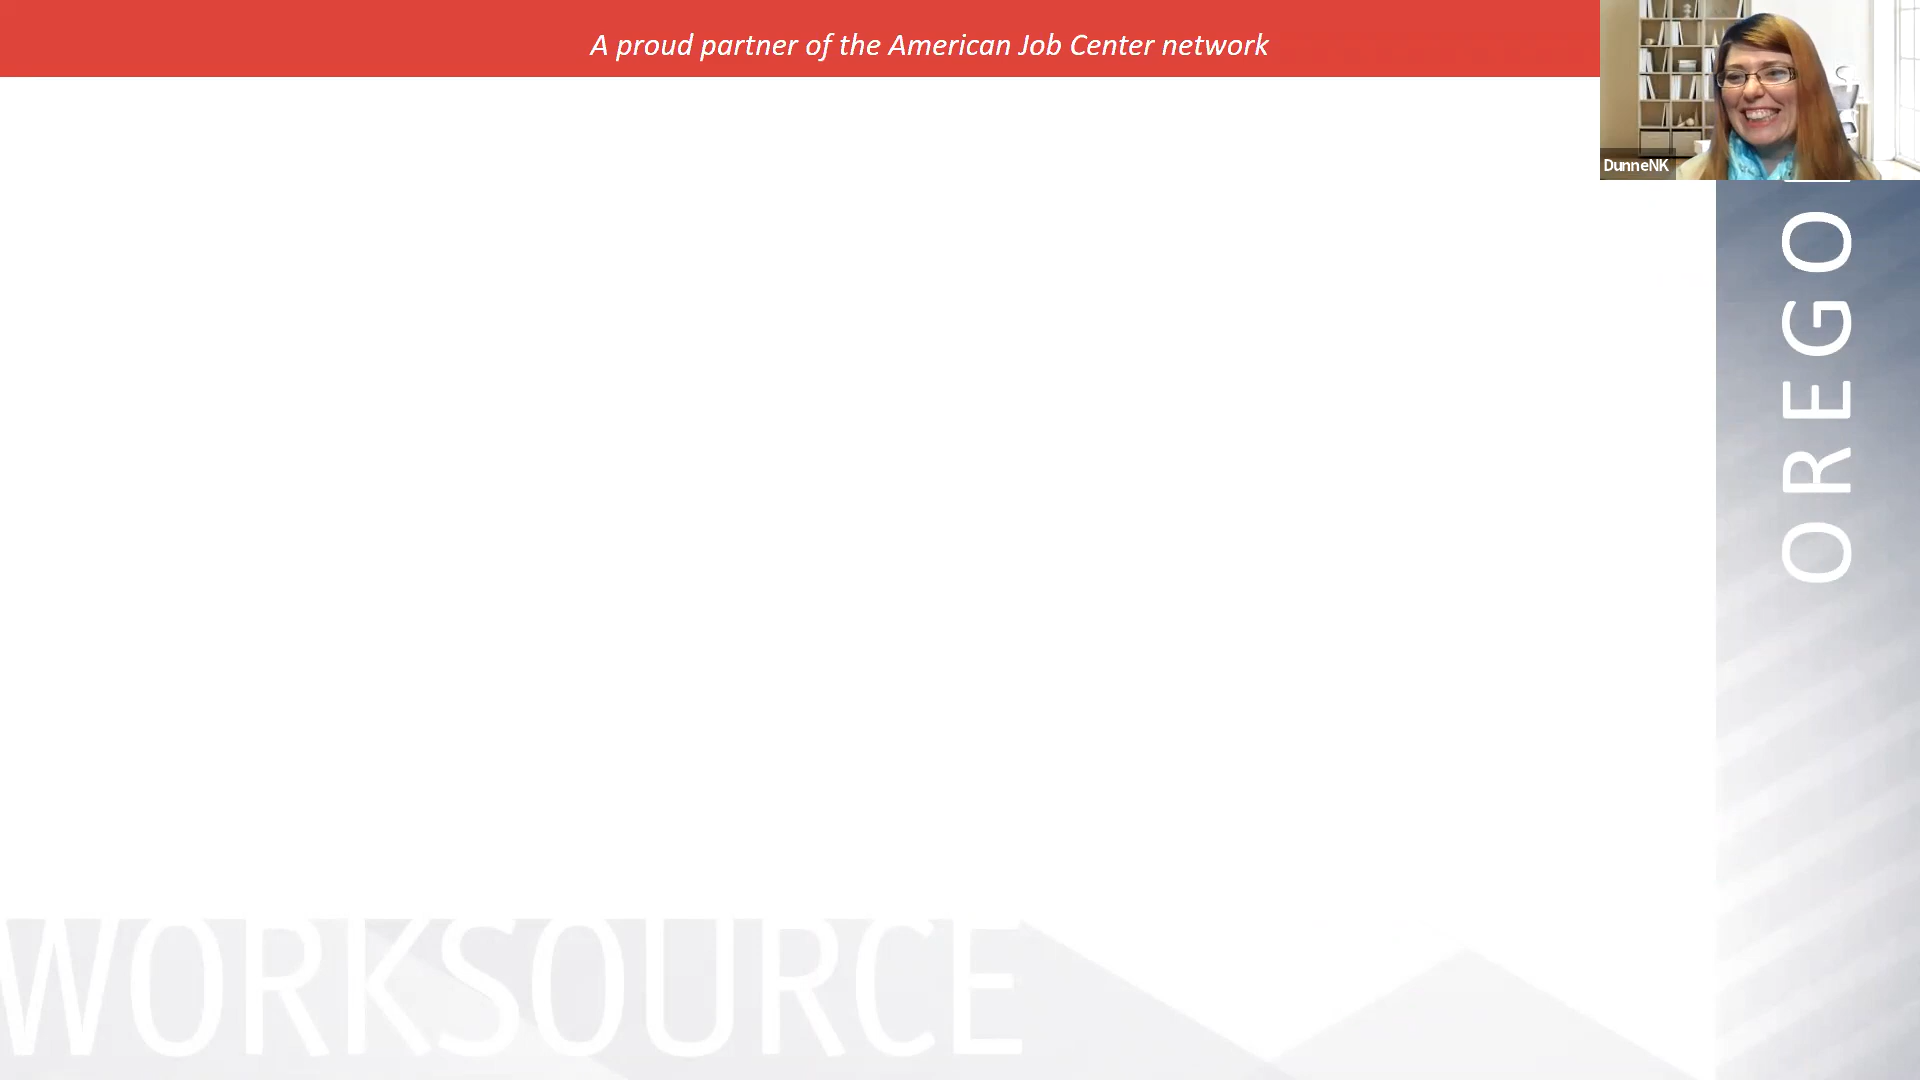 A proud partner of the American Job Center network
DunneNK
OREGO
WORKSOURCE